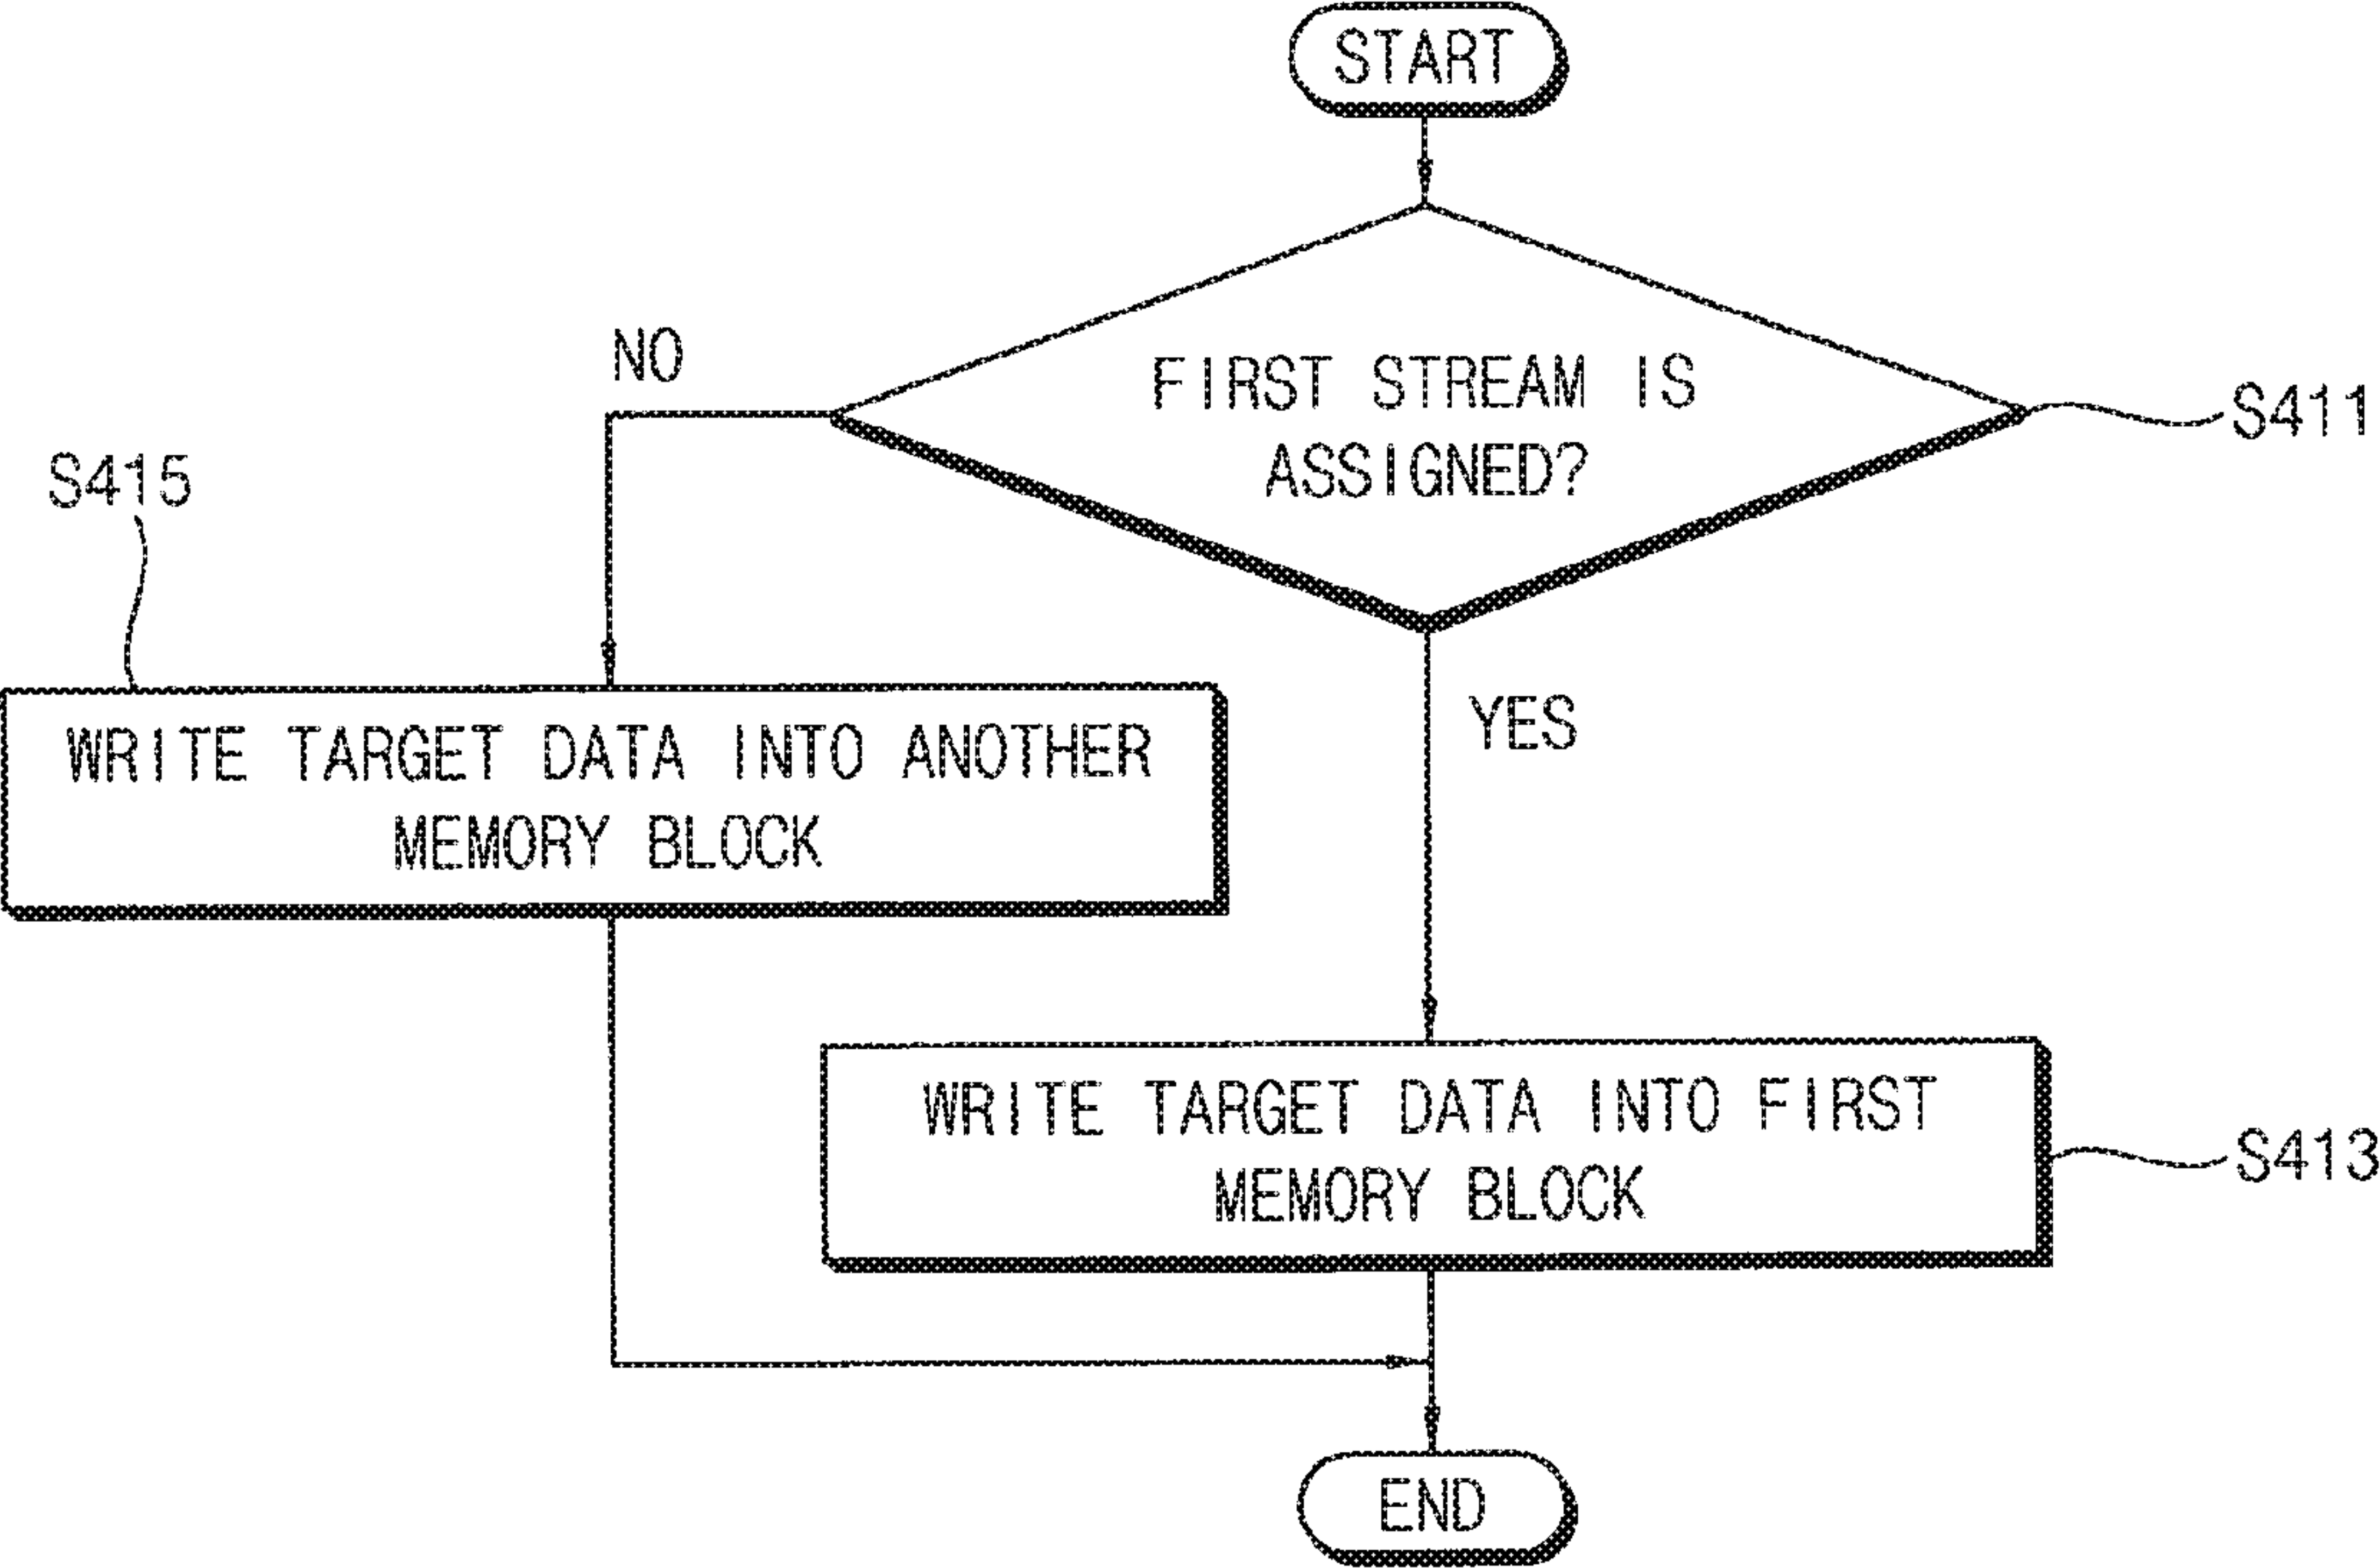 START
NO
FIRST STREAM IS
ASSIGNED?
S411
S415
YES
WRITE TARGET DATA INTO ANOTHER
MEMORY BLOCK
WRITE TARGET DATA INTO FIRST
MEMORY BLOCK
S413
END